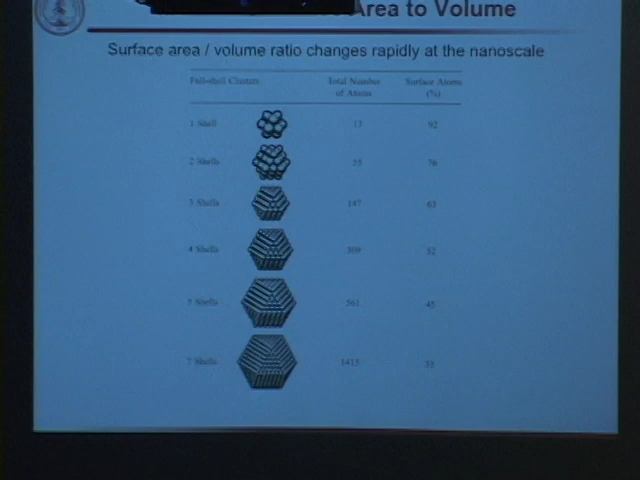 Area to Volume
Surface area / volume ratio changes rapidly at the nanoscale
Full-shell Clusters Total Number Surface Atoms
of Atoms (%)
1 Shell 13 92
2 Shells 55 76
3 Shells 147 63
4 Shells 309 52
5 Shells 561 45
7 Shells 1415 35